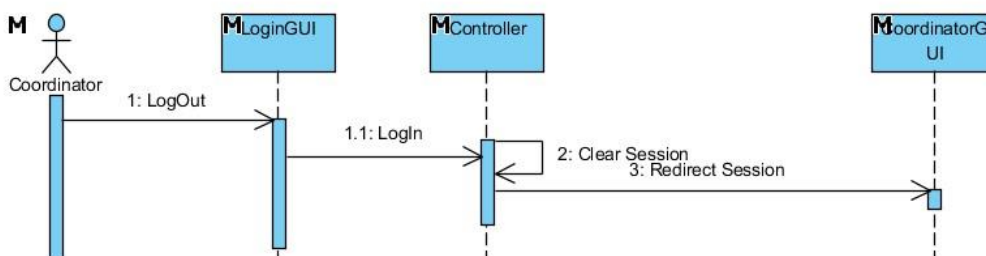 M
M LoginGUI
M Controller
M CoordinatorG
UI
Coordinator
1: LogOut
1.1: LogIn
2: Clear Session
3: Redirect Session